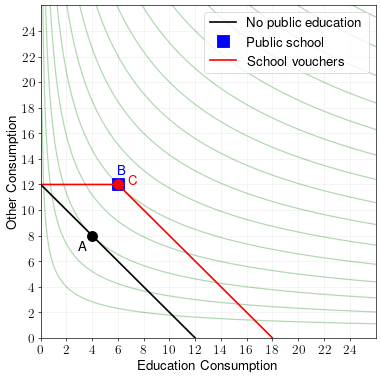 No public education
Public school
School vouchers
24
22
20
18
16
14
12
10
8
6
4
2
0
Other Consumption
B
C
A
0 2 4 6 8 10 12 14 16 18 20 22 24
Education Consumption